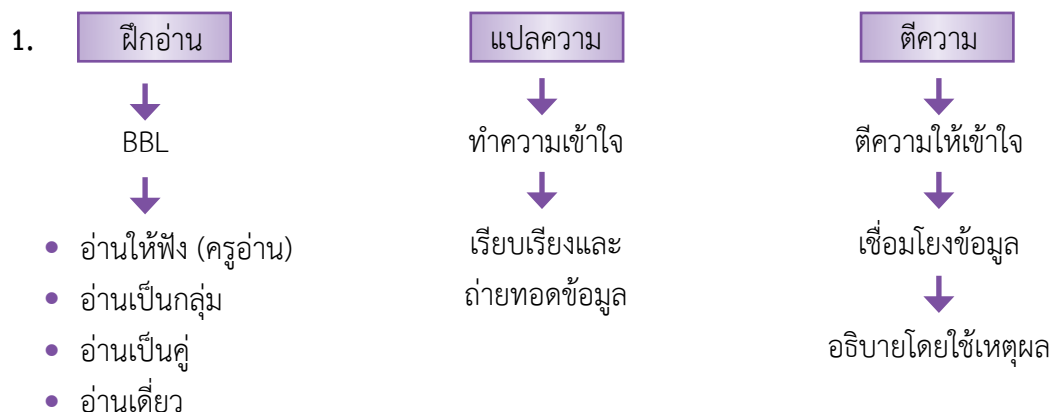 1.
ฝึกอ่าน
BBL
• อ่านให้ฟัง (ครูอ่าน)
• อ่านเป็นกลุ่ม
• อ่านเป็นคู่
• อ่านเดี่ยว
แปลความ
ทำความเข้าใจ
เรียบเรียงและ
ถ่ายทอดข้อมูล
ตีความ
ตีความให้เข้าใจ
เชื่อมโยงข้อมูล
อธิบายโดยใช้เหตุผล